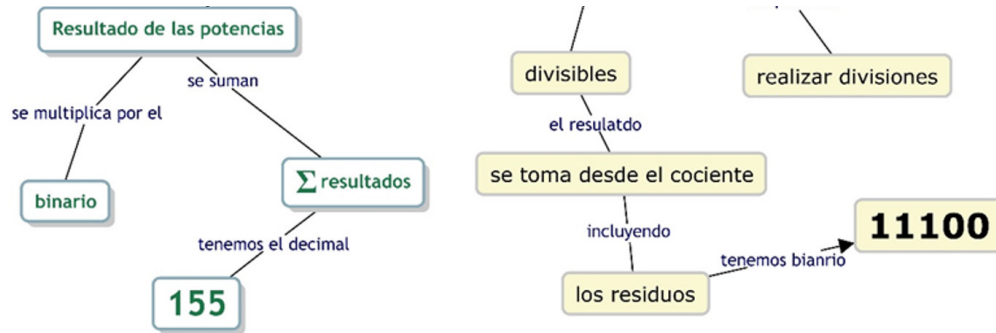 Resultado de las potencias
se suman
se multiplica por el
binario
Σ resultados
tenemos el decimal
155
divisibles
realizar divisiones
el resulatdo
se toma desde el cociente
incluyendo
los residuos
tenemos bianrio
11100